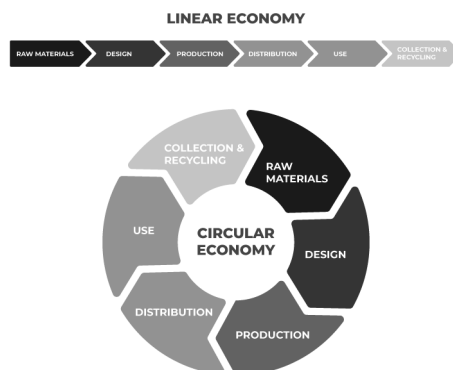 LINEAR ECONOMY
RAW MATERIALS
DESIGN
PRODUCTION
DISTRIBUTION
USE
COLLECTION &
RECYCLING
COLLECTION &
RECYCLING
RAW
MATERIALS
USE
CIRCULAR
ECONOMY
DESIGN
DISTRIBUTION
PRODUCTION